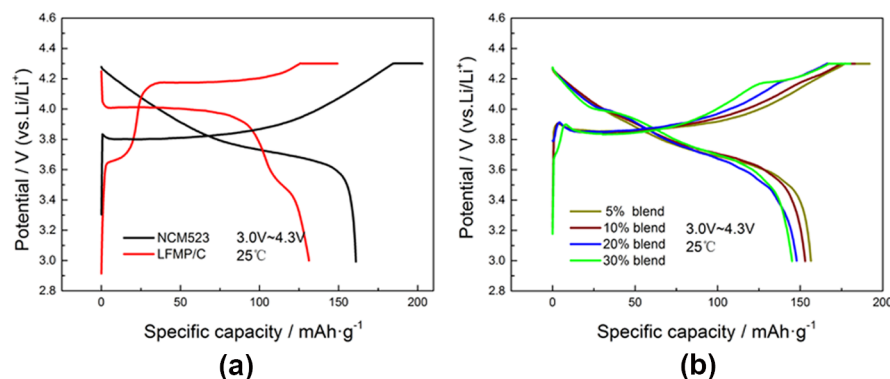 (a)
4.6
4.4
4.2
4.0
3.8
3.6
3.4
3.2
3.0
2.8
Potential / V (vs.Li/Li⁺)
NCM523 3.0V~4.3V
LFMP/C 25℃
0 50 100 150 200
Specific capacity / mAh·g⁻¹
(a)
(b)
4.6
4.4
4.2
4.0
3.8
3.6
3.4
3.2
3.0
2.8
Potential / V (vs.Li/Li⁺)
5% blend
10% blend 3.0V~4.3V
20% blend 25℃
30% blend
0 50 100 150 200
Specific capacity / mAh·g⁻¹
(b)